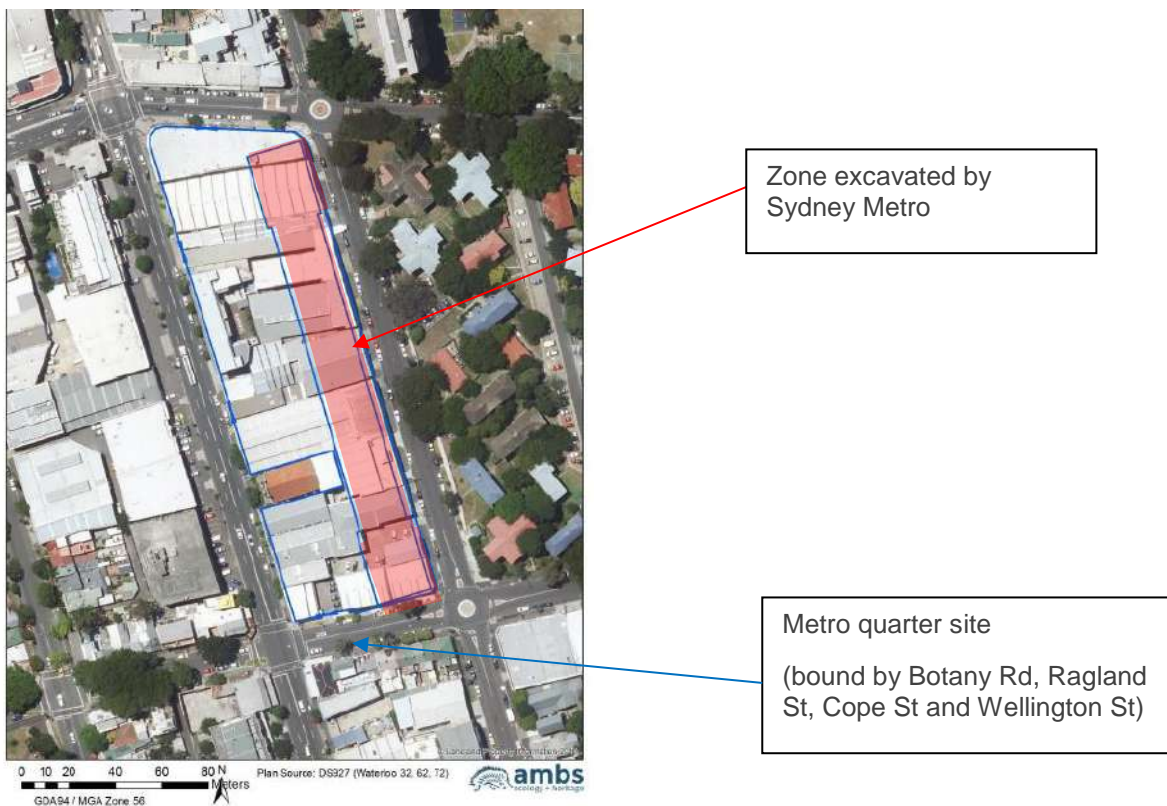 Zone excavated by
Sydney Metro
Metro quarter site
(bound by Botany Rd, Ragland
St, Cope St and Wellington St)
0 10 20 40 60 80
Meters
N
GDA94 / MGA Zone 56
Plan Source: DS927 (Waterloo 32, 62, 72)
ambs
ecology + heritage